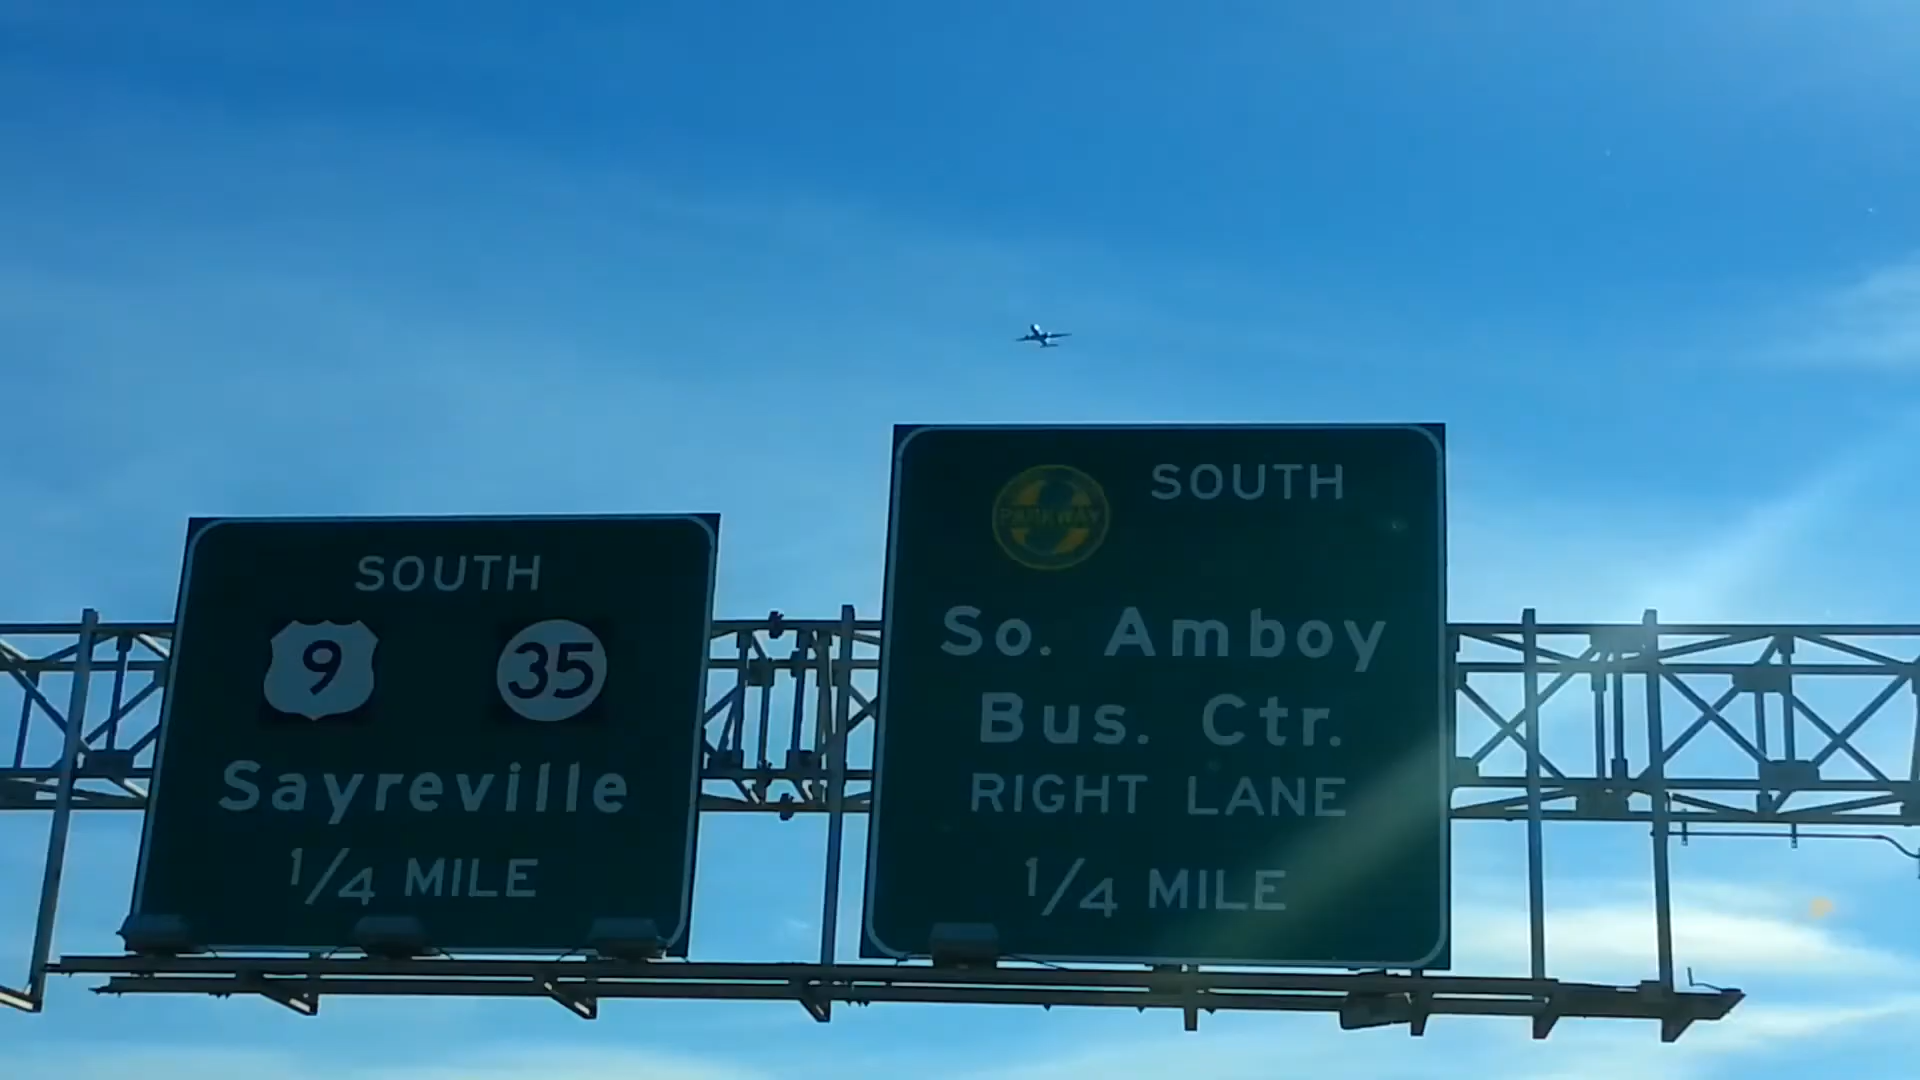 SOUTH
9 35
Sayreville
1/4 MILE
PARKWAY SOUTH
So. Amboy
Bus. Ctr.
RIGHT LANE
1/4 MILE